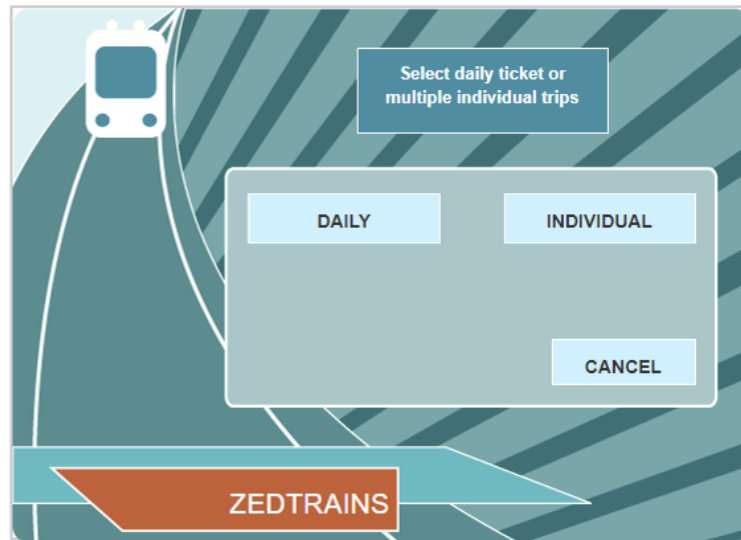 Select daily ticket or
multiple individual trips
DAILY
INDIVIDUAL
CANCEL
ZEDTRAINS